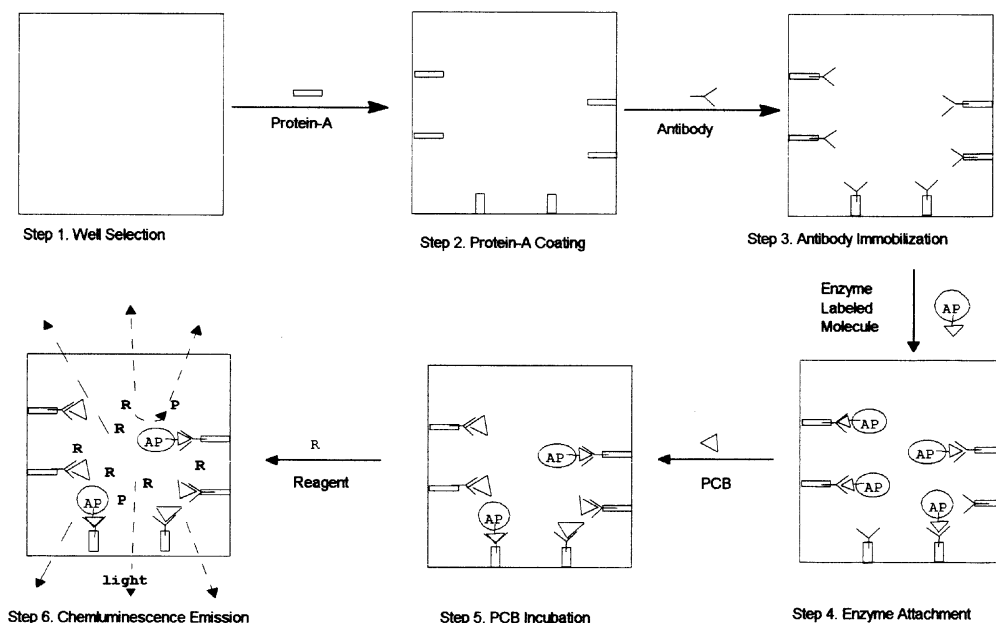 Protein-A
Antibody
Step 1. Well Selection
Step 2. Protein-A Coating
Step 3. Antibody Immobilization
Enzyme
Labeled
Molecule
AP
AP
AP
AP
AP
Step 4. Enzyme Attachment
PCB
AP
AP
Step 5. PCB Incubation
R
Reagent
R P
R
AP
R R
R
R
AP P
light
Step 6. Chemluminescence Emission